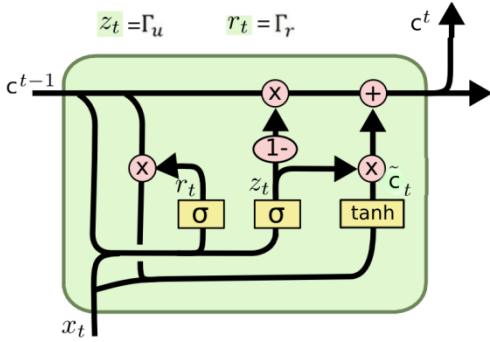 z_t =Γ_u r_t =Γ_r
c^t
c^{t-1}
x +
1-
x r_t z_t x c̃_t
σ σ tanh
x_t